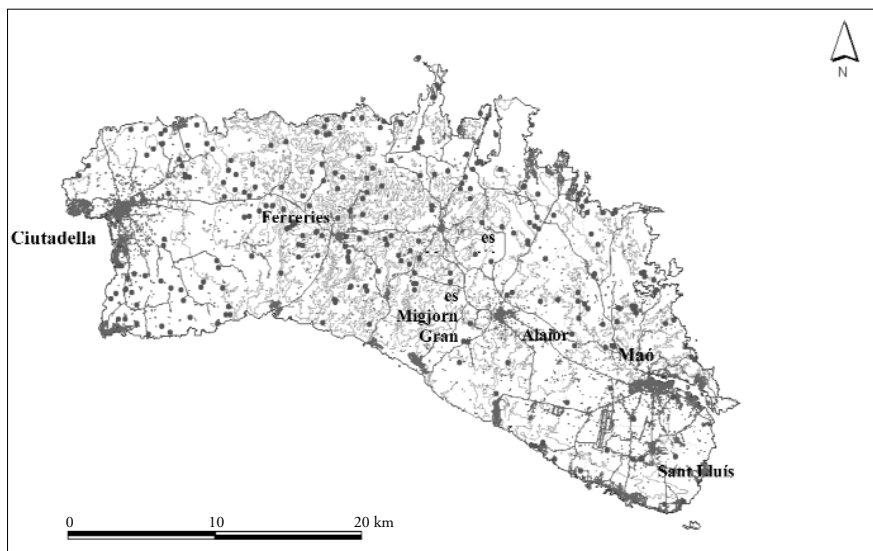 N
Ferreries
Ciutadella
es
es
Migjorn
Gran
Alaior
Maó
Sant Lluís
0 10 20 km